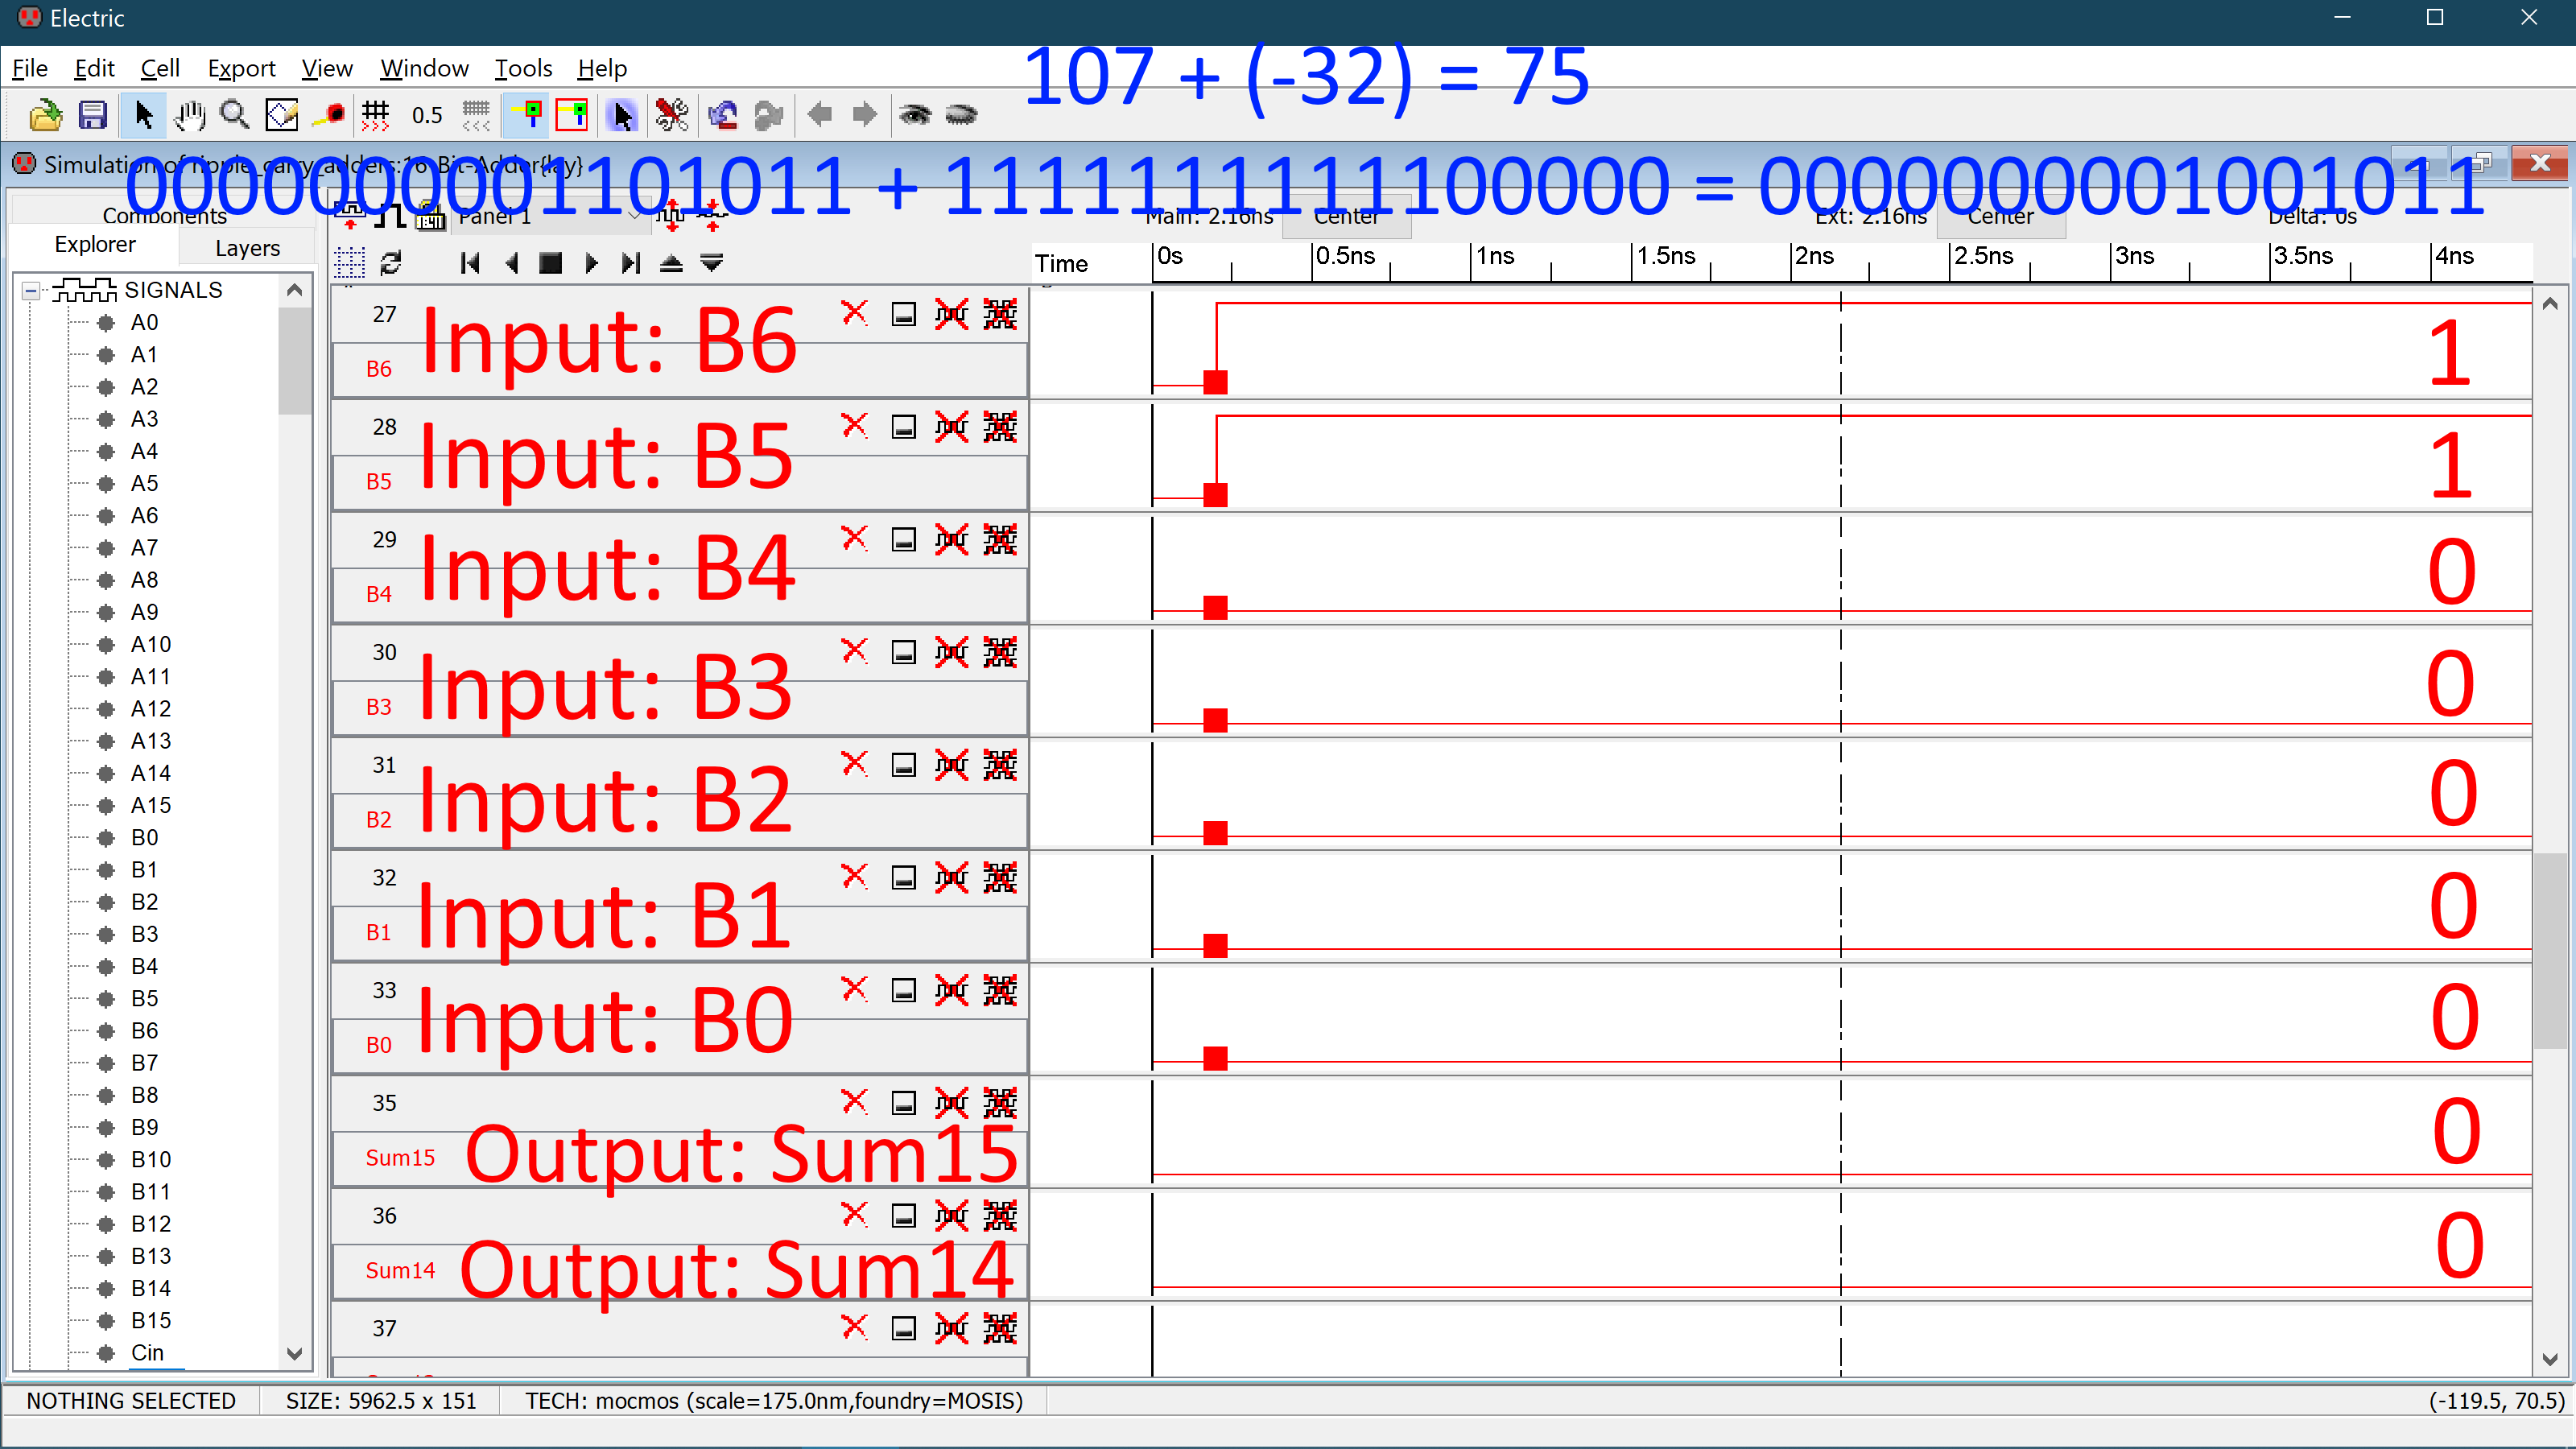 Electric
File Edit Cell Export View Window Tools Help
107 + (-32) = 75
0.5
Simulation of ripple_carry_adders:16-Bit-Adder{lay}
0000000001101011 + 1111111111100000 = 0000000001001011
Components
Explorer
Layers
Panel 1
Main: 2.16ns
Center
Ext: 2.16ns
Center
Delta: 0s
Time
0s 0.5ns 1ns 1.5ns 2ns 2.5ns 3ns 3.5ns 4ns
SIGNALS
A0
A1
A2
A3
A4
A5
A6
A7
A8
A9
A10
A11
A12
A13
A14
A15
B0
B1
B2
B3
B4
B5
B6
B7
B8
B9
B10
B11
B12
B13
B14
B15
Cin
27
B6
Input: B6
1
28
B5
Input: B5
1
29
B4
Input: B4
0
30
B3
Input: B3
0
31
B2
Input: B2
0
32
B1
Input: B1
0
33
B0
Input: B0
0
35
Sum15
Output: Sum15
0
36
Sum14
Output: Sum14
0
37
NOTHING SELECTED
SIZE: 5962.5 x 151
TECH: mocmos (scale=175.0nm,foundry=MOSIS)
(-119.5, 70.5)